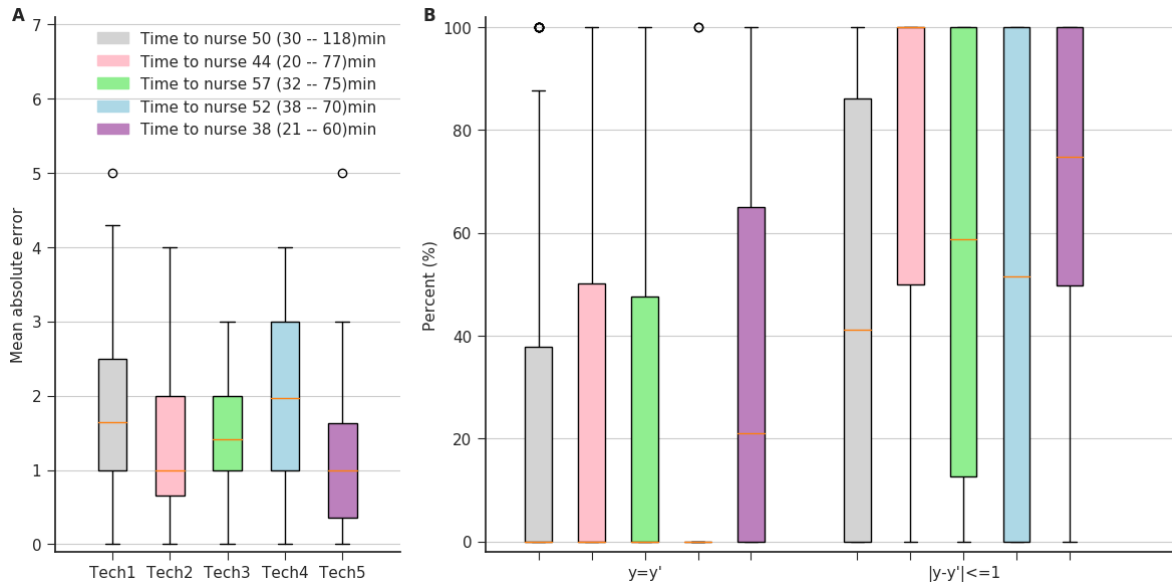 A
Mean absolute error
7
6
5
4
3
2
1
0
Time to nurse 50 (30 -- 118)min
Time to nurse 44 (20 -- 77)min
Time to nurse 57 (32 -- 75)min
Time to nurse 52 (38 -- 70)min
Time to nurse 38 (21 -- 60)min
Tech1 Tech2 Tech3 Tech4 Tech5
B
Percent (%)
100
80
60
40
20
0
y=y' |y-y'|<=1